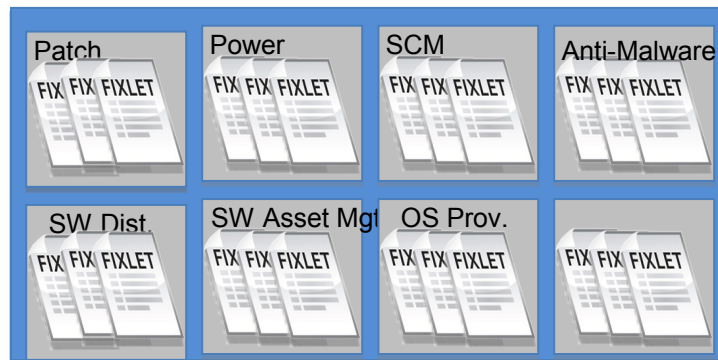 Patch
Power
SCM
Anti-Malware
FIX FIX FIXLET
FIX FIX FIXLET
FIX FIX FIXLET
FIX FIX FIXLET
SW Dist.
SW Asset Mgt
OS Prov.
FIX FIX FIXLET
FIX FIX FIXLET
FIX FIX FIXLET
FIX FIX FIXLET